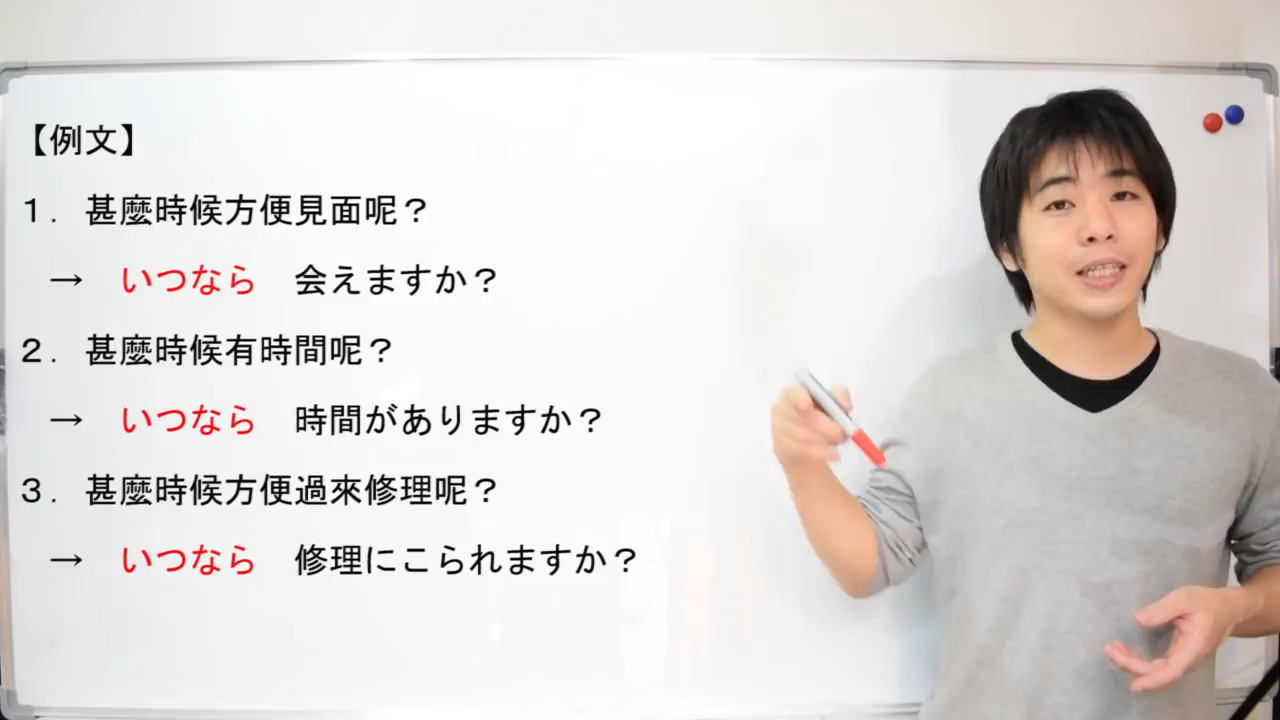 【例文】
１．甚麼時候方便見面呢？
→　いつなら　会えますか？
２．甚麼時候有時間呢？
→　いつなら　時間がありますか？
３．甚麼時候方便過來修理呢？
→　いつなら　修理にこられますか？